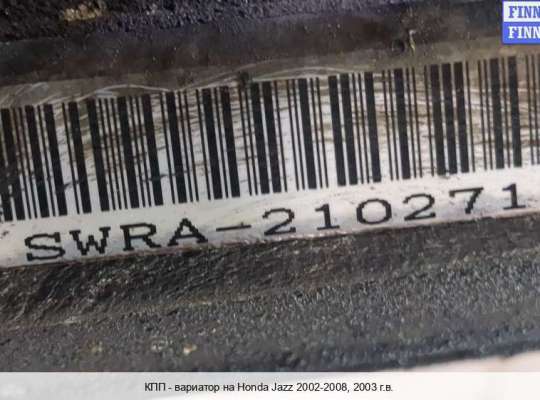 FINN
FINN
SWRA-210271
КПП - вариатор на Honda Jazz 2002-2008, 2003 г.в.